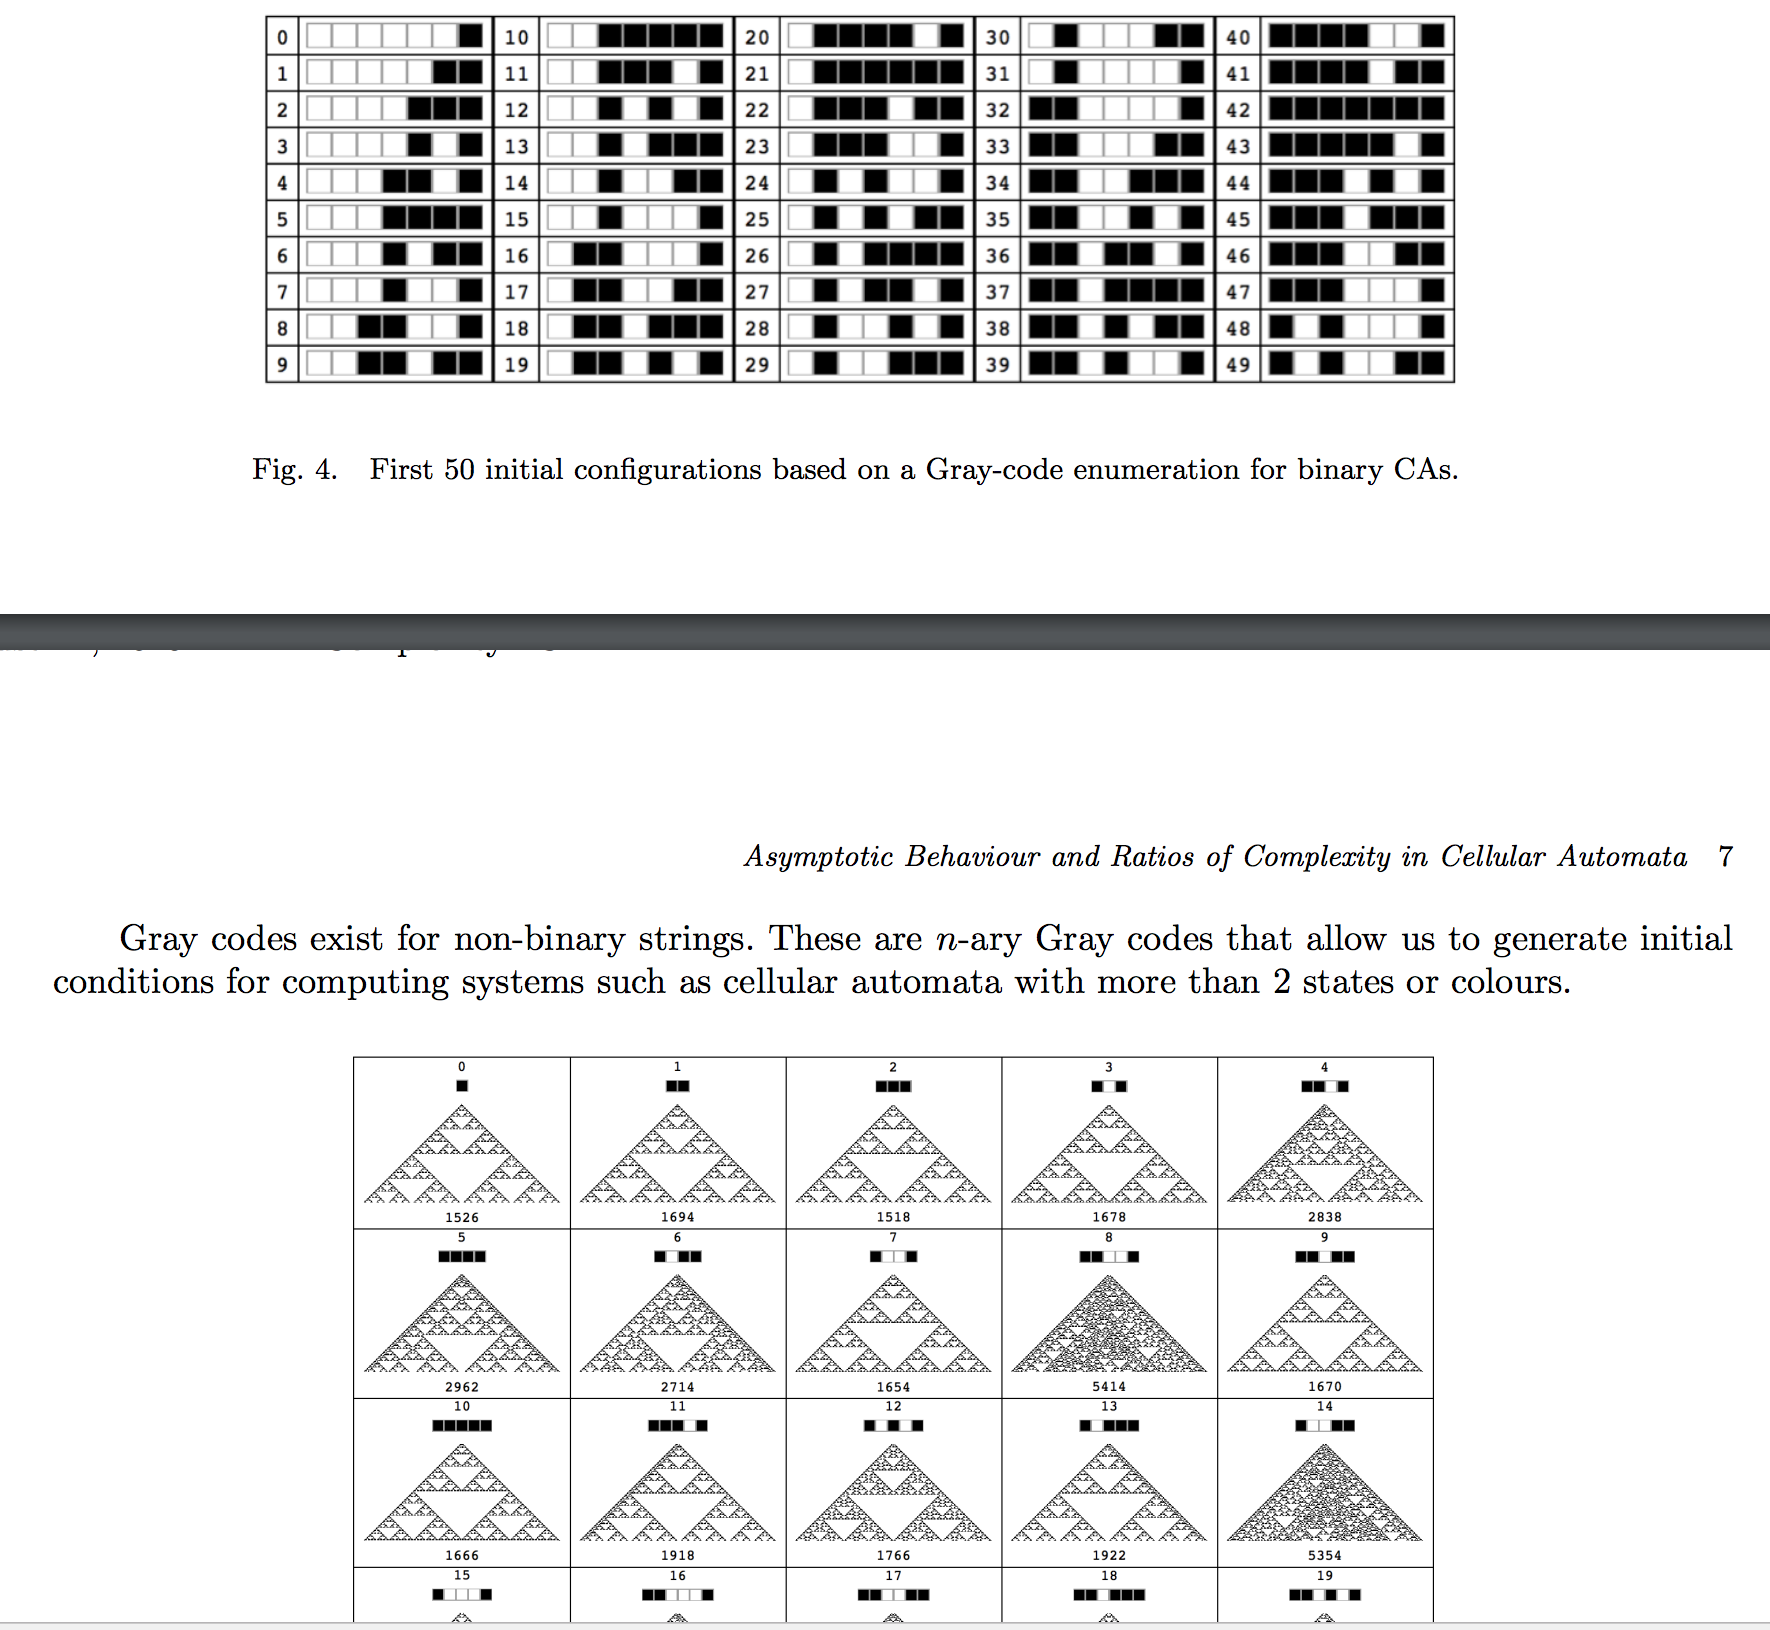 0 10 20 30 40
1 11 21 31 41
2 12 22 32 42
3 13 23 33 43
4 14 24 34 44
5 15 25 35 45
6 16 26 36 46
7 17 27 37 47
8 18 28 38 48
9 19 29 39 49
Fig. 4. First 50 initial configurations based on a Gray-code enumeration for binary CAs.
Asymptotic Behaviour and Ratios of Complexity in Cellular Automata 7
Gray codes exist for non-binary strings. These are n-ary Gray codes that allow us to generate initial
conditions for computing systems such as cellular automata with more than 2 states or colours.
0 1 2 3 4
1526 1694 1518 1678 2838
5 6 7 8 9
2962 2714 1654 5414 1670
10 11 12 13 14
1666 1918 1766 1922 5354
15 16 17 18 19